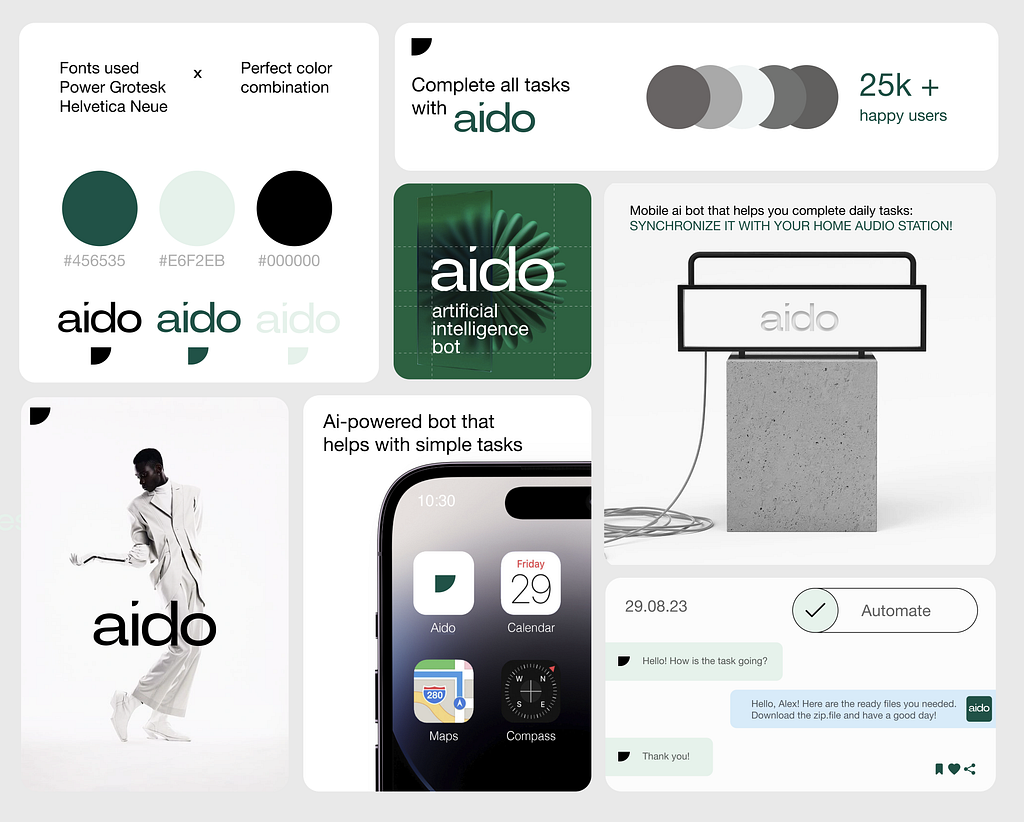 Fonts used
Power Grotesk
Helvetica Neue
x
Perfect color
combination
#456535
#E6F2EB
#000000
aido
aido
aido
Complete all tasks
with aido
25k +
happy users
aido
artificial
intelligence
bot
Mobile ai bot that helps you complete daily tasks:
SYNCHRONIZE IT WITH YOUR HOME AUDIO STATION!
aido
es
aido
Ai-powered bot that
helps with simple tasks
10:30
Aido
Friday
29
Calendar
280
Maps
N
W
E
S
Compass
29.08.23
Automate
Hello! How is the task going?
Hello, Alex! Here are the ready files you needed.
Download the zip.file and have a good day!
aido
Thank you!